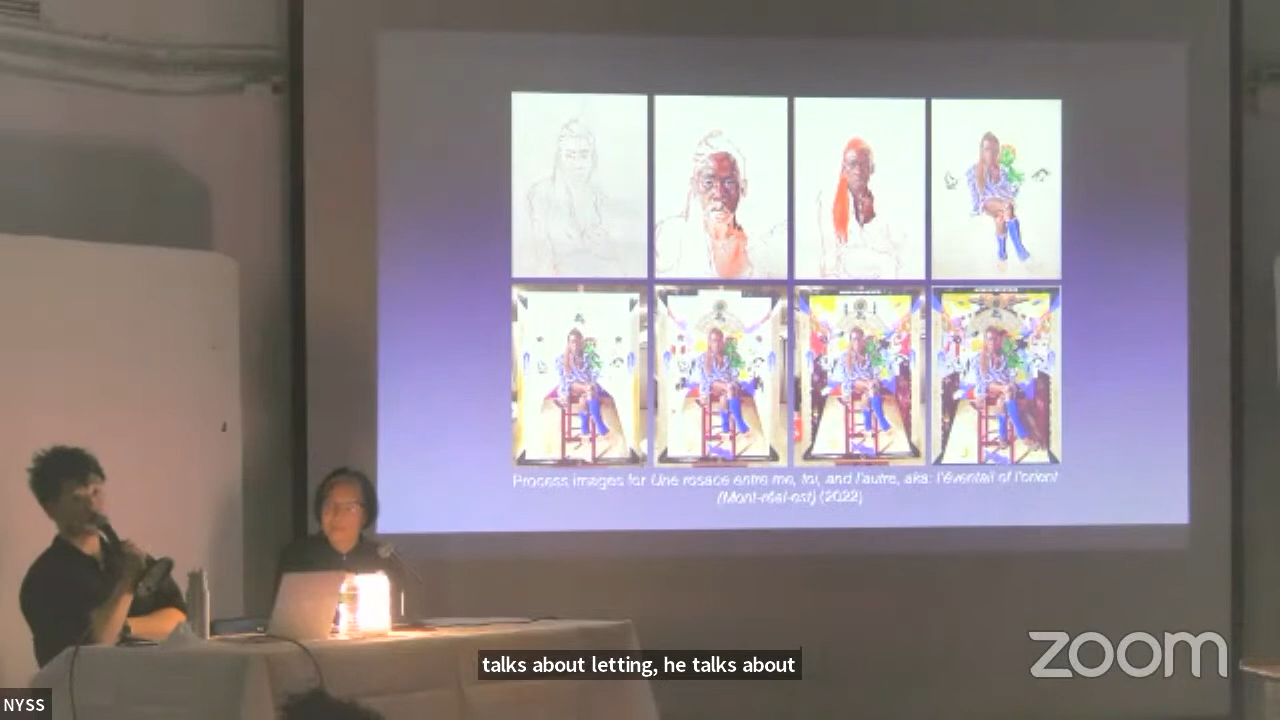 Process images for Une rosace entre me, toi, and l'autre, aka: l'éventail of l'orient
(Mont-réal-est) (2022)
talks about letting, he talks about
zoom
NYSS